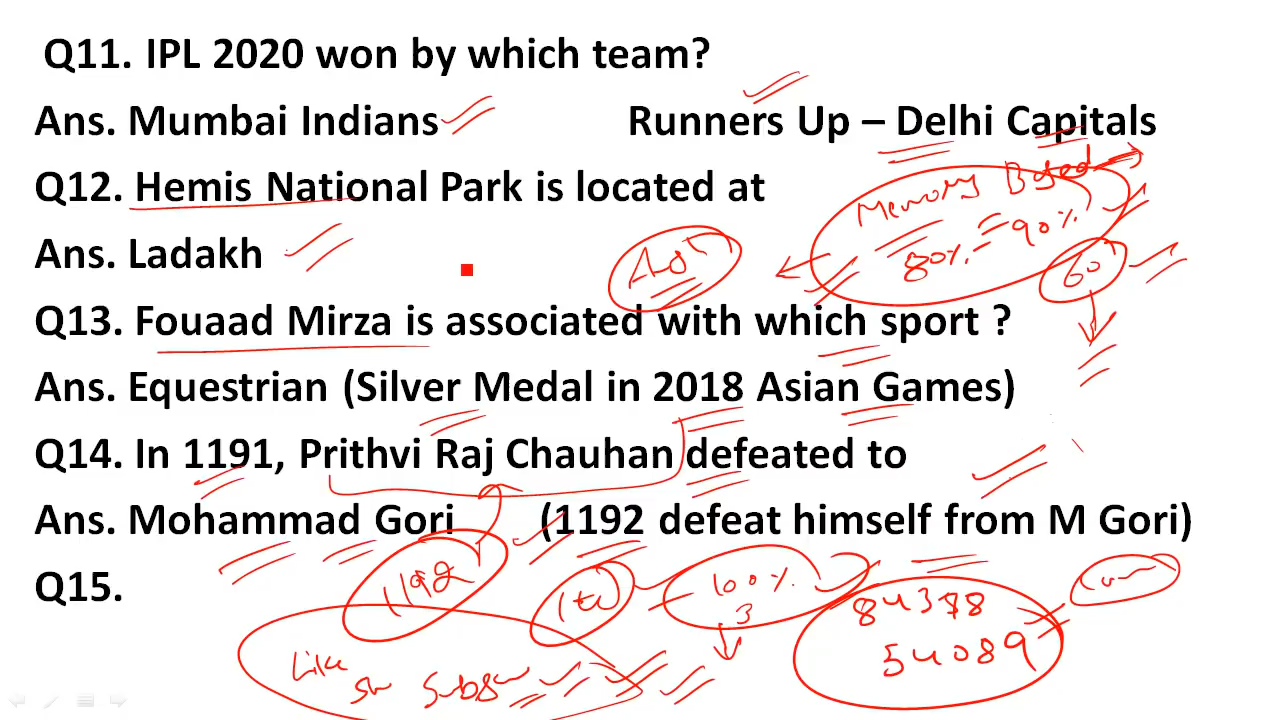 Q11. IPL 2020 won by which team?
Ans. Mumbai Indians Runners Up – Delhi Capitals
Q12. Hemis National Park is located at
Memory Based
Ans. Ladakh
80% = 90%
60
Q13. Fouaad Mirza is associated with which sport ?
Ans. Equestrian (Silver Medal in 2018 Asian Games)
Q14. In 1191, Prithvi Raj Chauhan defeated to
Ans. Mohammad Gori (1192 defeat himself from M Gori)
Q15.
1192
100%
3
84378
54089
Like